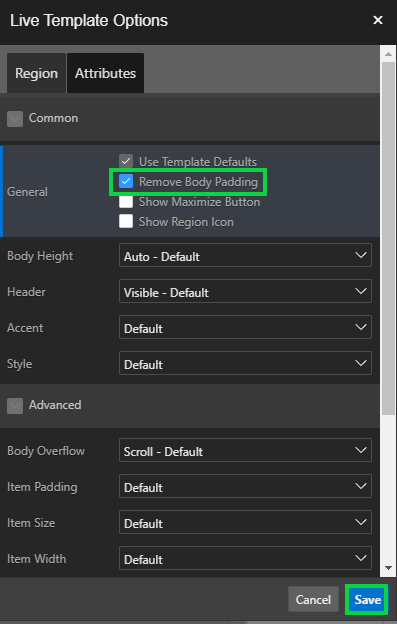 Live Template Options
Region Attributes
Common
Use Template Defaults
Remove Body Padding
General
Show Maximize Button
Show Region Icon
Body Height Auto - Default
Header Visible - Default
Accent Default
Style Default
Advanced
Body Overflow Scroll - Default
Item Padding Default
Item Size Default
Item Width Default
Cancel Save